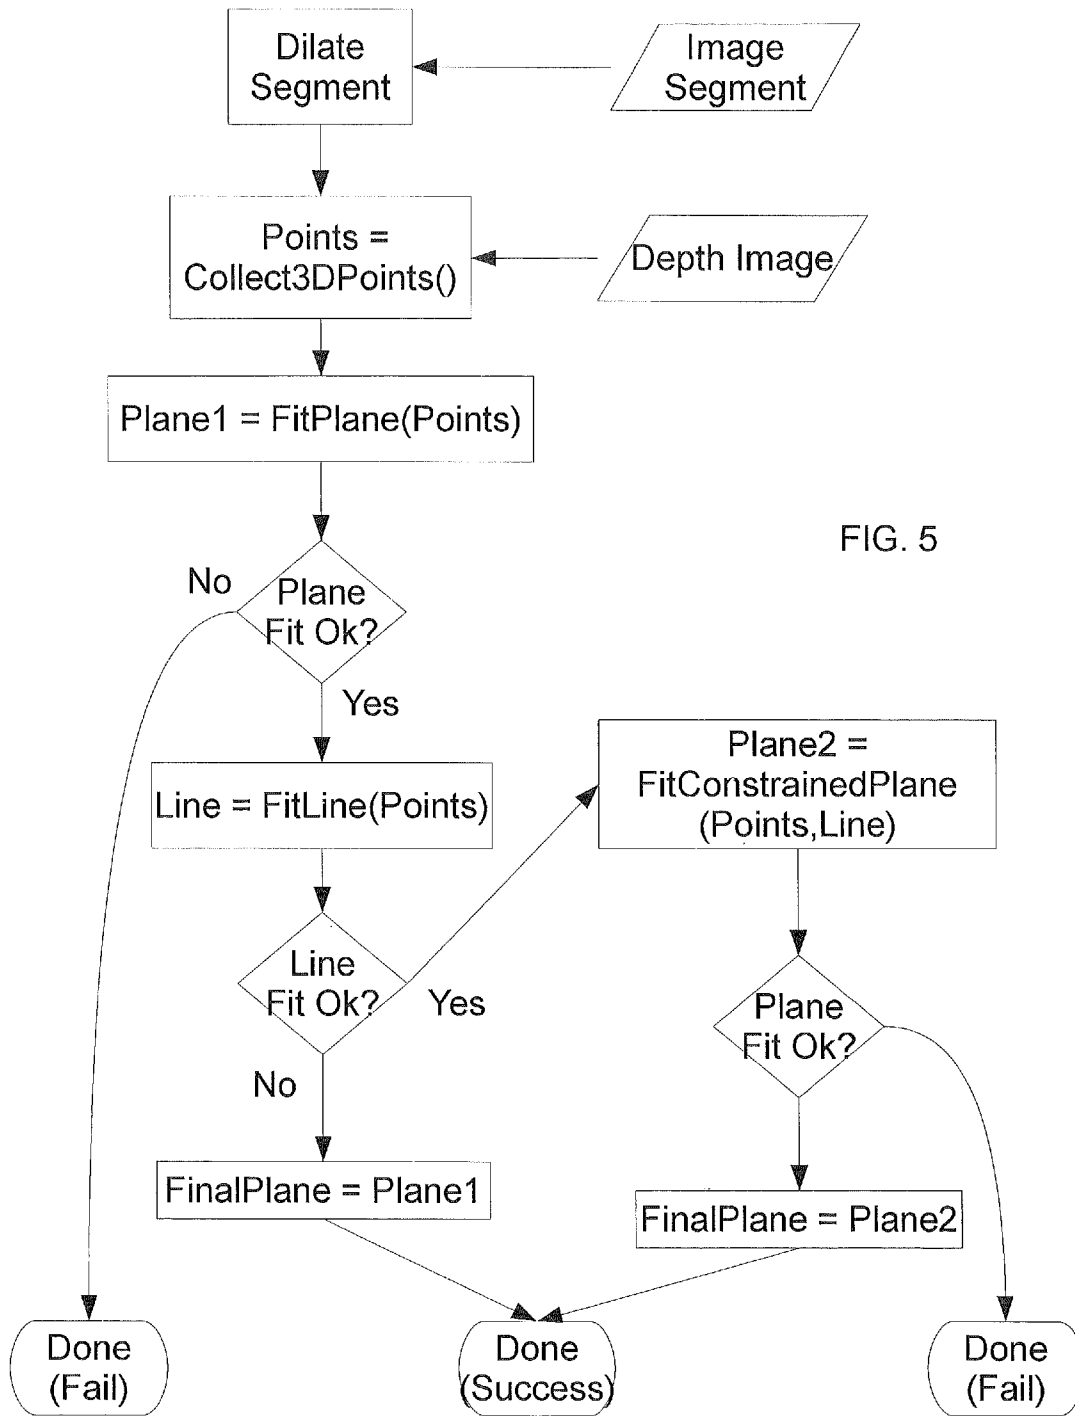 Dilate
Segment
Image
Segment
Points =
Collect3DPoints()
Depth Image
Plane1 = FitPlane(Points)
FIG. 5
No
Plane
Fit Ok?
Yes
Line = FitLine(Points)
Plane2 =
FitConstrainedPlane
(Points,Line)
Line
Fit Ok?
Yes
No
Plane
Fit Ok?
FinalPlane = Plane1
FinalPlane = Plane2
Done
(Fail)
Done
(Success)
Done
(Fail)